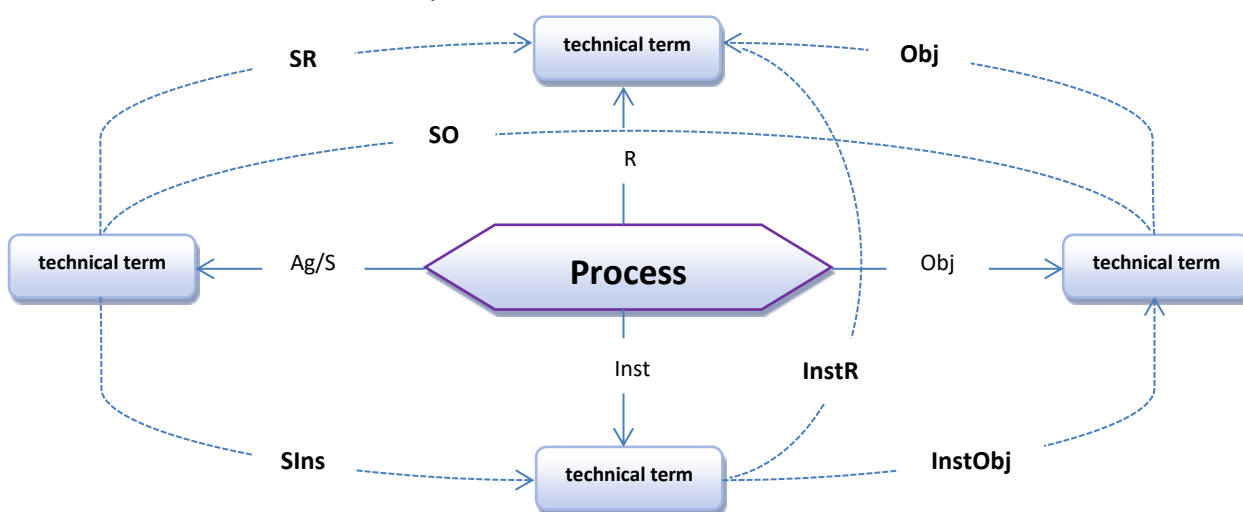 technical term
SR
Obj
SO
R
technical term
Ag/S
Process
Obj
technical term
Inst
InstR
SIns
technical term
InstObj